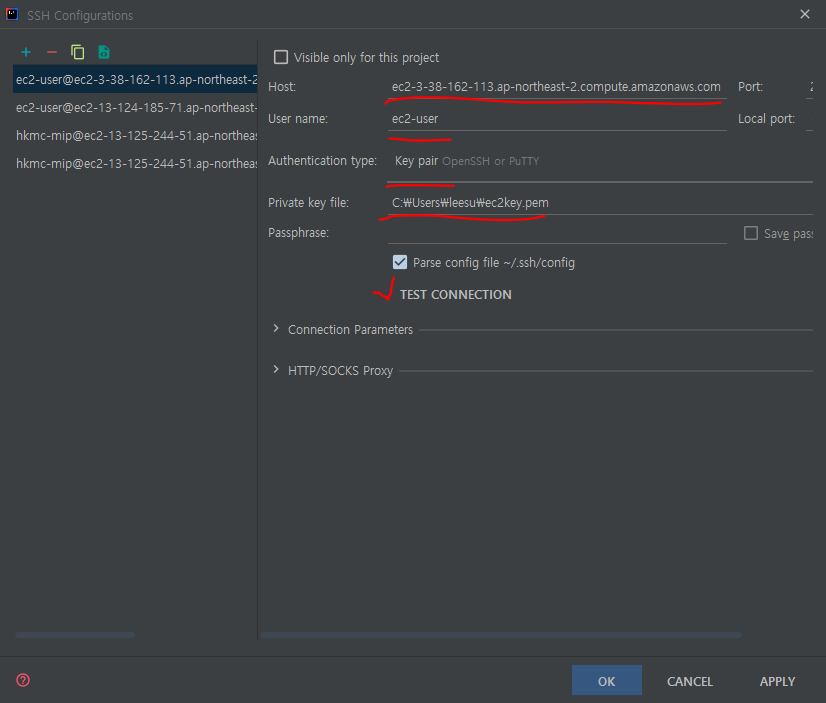 SSH Configurations
ec2-user@ec2-3-38-162-113.ap-northeast-2
ec2-user@ec2-13-124-185-71.ap-northeast-
hkmc-mip@ec2-13-125-244-51.ap-northeas
hkmc-mip@ec2-13-125-244-51.ap-northeas
Visible only for this project
Host: ec2-3-38-162-113.ap-northeast-2.compute.amazonaws.com Port: 2
User name: ec2-user Local port:
Authentication type: Key pair OpenSSH or PuTTY
Private key file: C:₩Users₩leesu₩ec2key.pem
Passphrase: Save pas
Parse config file ~/.ssh/config
TEST CONNECTION
Connection Parameters
HTTP/SOCKS Proxy
OK CANCEL APPLY